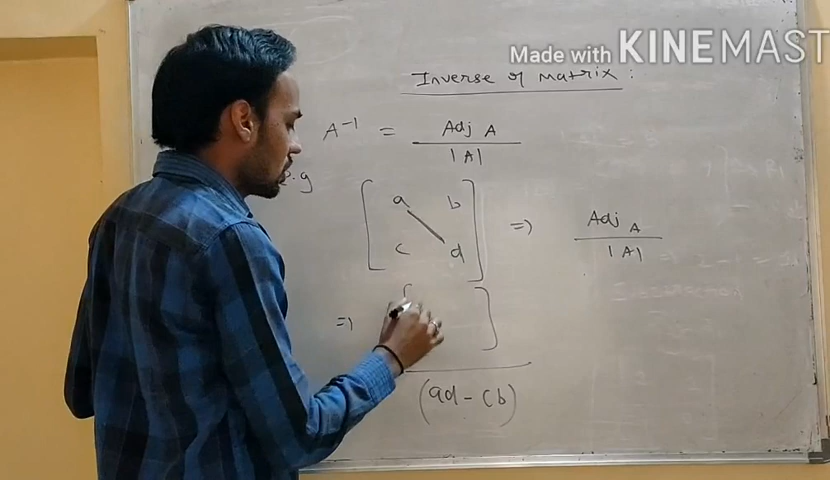 Made with KINEMAST
Inverse of matrix :
A⁻¹ = Adj A
|A|
e.g
[ a b
c d ] => Adj A
|A|
=> [ ]
(ad - cb)